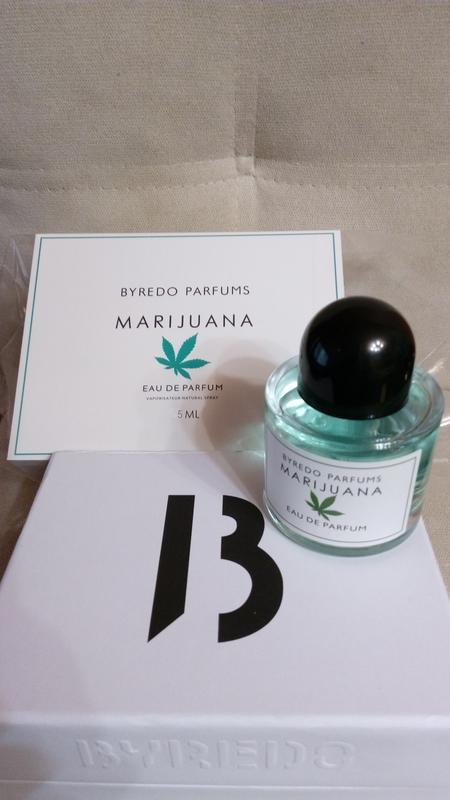 BYREDO PARFUMS
MARIJUANA
EAU DE PARFUM
VAPORISATEUR NATURAL SPRAY
5 ML
BYREDO PARFUMS
MARIJUANA
EAU DE PARFUM
B
BYREDO